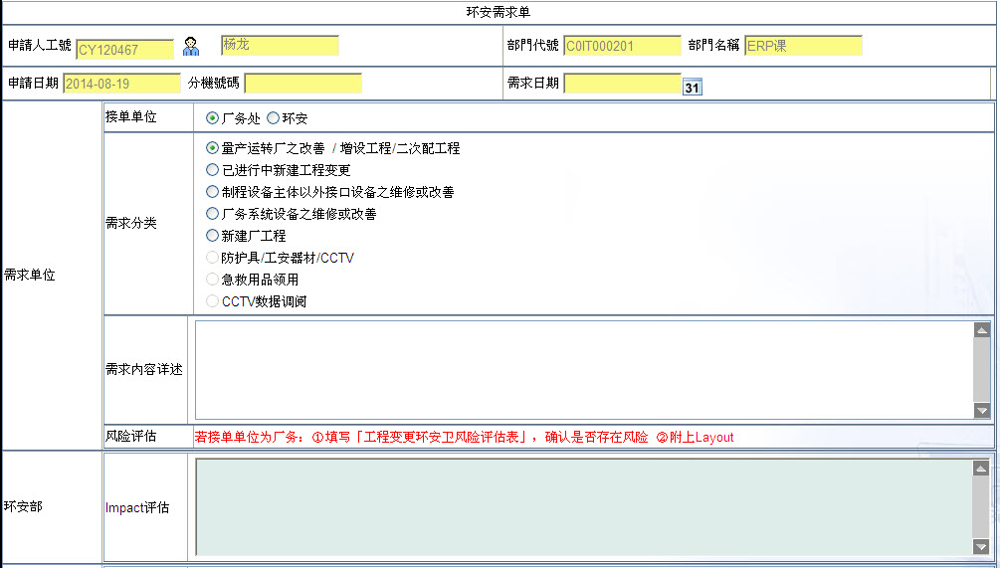 环安需求单
申請人工號 CY120467 杨龙 部門代號 C0IT000201 部門名稱 ERP课
申請日期 2014-08-19 分機號碼 需求日期 31
接单单位 厂务处 环安
需求单位
需求分类
量产运转厂之改善 / 增设工程/二次配工程
已进行中新建工程变更
制程设备主体以外接口设备之维修或改善
厂务系统设备之维修或改善
新建厂工程
防护具/工安器材/CCTV
急救用品领用
CCTV数据调阅
需求内容详述
风险评估 若接单单位为厂务：①填写「工程变更环安卫风险评估表」，确认是否存在风险 ②附上Layout
环安部 Impact评估